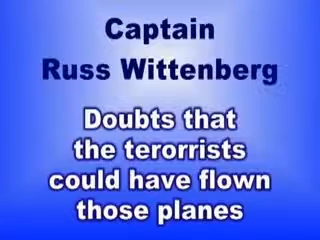 Captain
Russ Wittenberg
Doubts that
the terorrists
could have flown
those planes